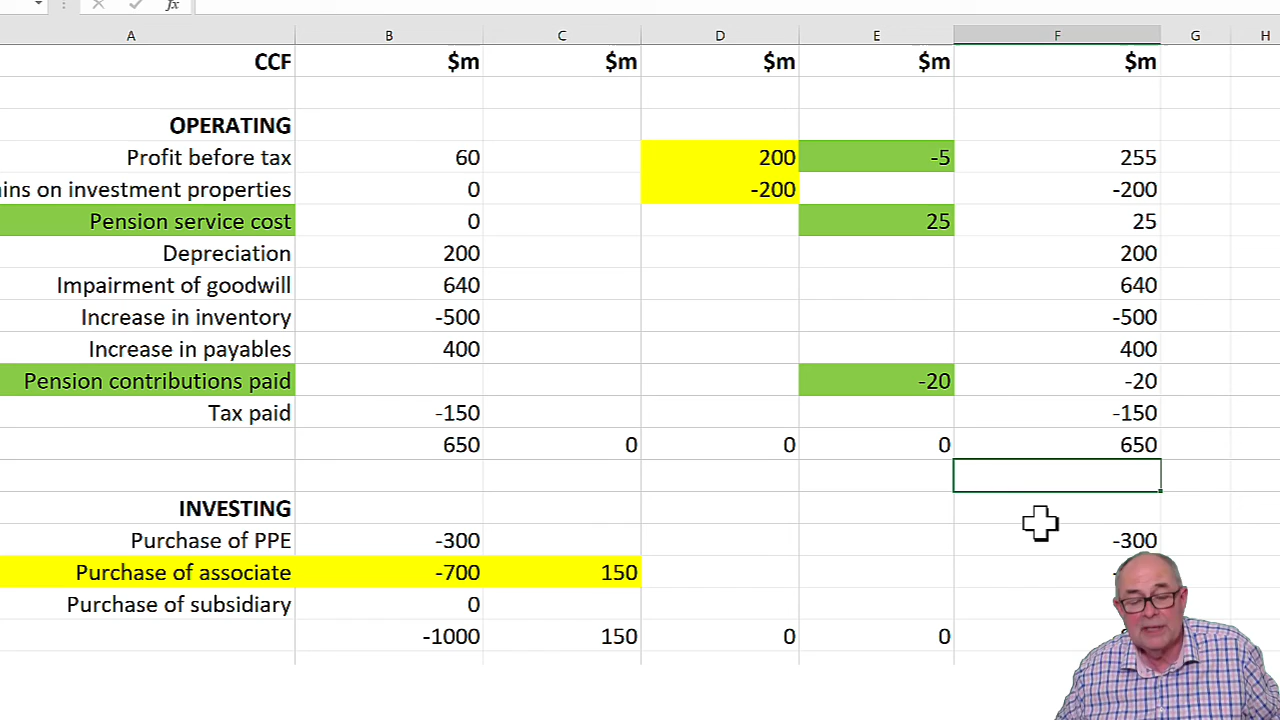 fx
A B C D E F G H
CCF $m $m $m $m $m
OPERATING
Profit before tax 60 200 -5 255
ins on investment properties 0 -200 -200
Pension service cost 0 25 25
Depreciation 200 200
Impairment of goodwill 640 640
Increase in inventory -500 -500
Increase in payables 400 400
Pension contributions paid -20 -20
Tax paid -150 -150
650 0 0 0 650
INVESTING
Purchase of PPE -300 -300
Purchase of associate -700 150
Purchase of subsidiary 0
-1000 150 0 0